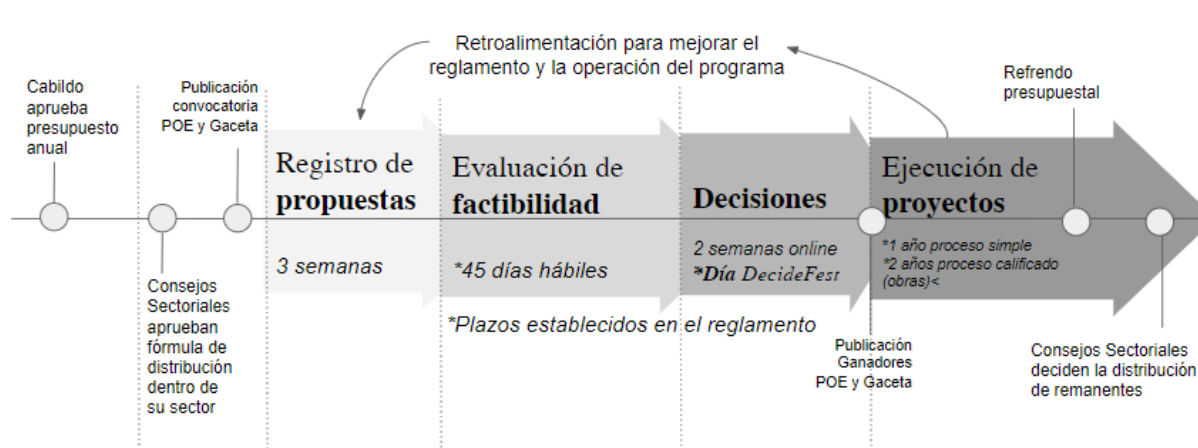 Retroalimentación para mejorar el
reglamento y la operación del programa
Cabildo
aprueba
presupuesto
anual
Publicación
convocatoria
POE y Gaceta
Refrendo
presupuestal
Registro de
propuestas
3 semanas
Evaluación de
factibilidad
*45 días hábiles
Decisiones
2 semanas online
*Día DecideFest
Ejecución de
proyectos
*1 año proceso simple
*2 años proceso calificado
(obras)<
*Plazos establecidos en el reglamento
Consejos
Sectoriales
aprueban
fórmula de
distribución
dentro de
su sector
Publicación
Ganadores
POE y Gaceta
Consejos Sectoriales
deciden la distribución
de remanentes